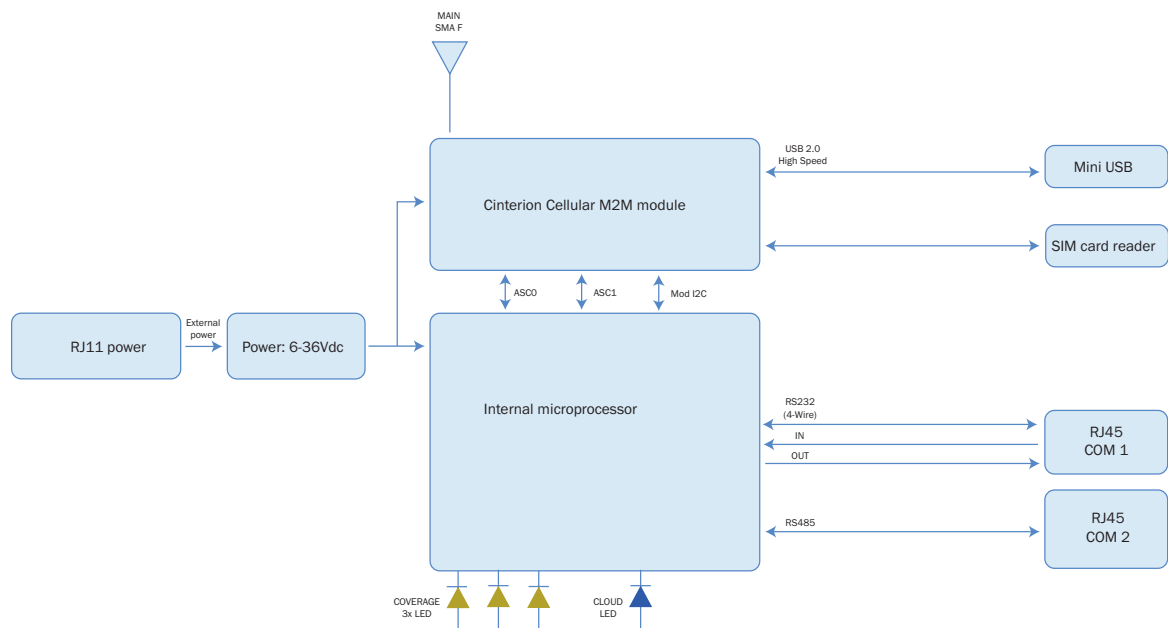 MAIN
SMA F
Cinterion Cellular M2M module
USB 2.0
High Speed
Mini USB
SIM card reader
ASC0
ASC1
Mod I2C
RJ11 power
External
power
Power: 6-36Vdc
Internal microprocessor
RS232
(4-Wire)
IN
OUT
RJ45
COM 1
RS485
RJ45
COM 2
COVERAGE
3x LED
CLOUD
LED